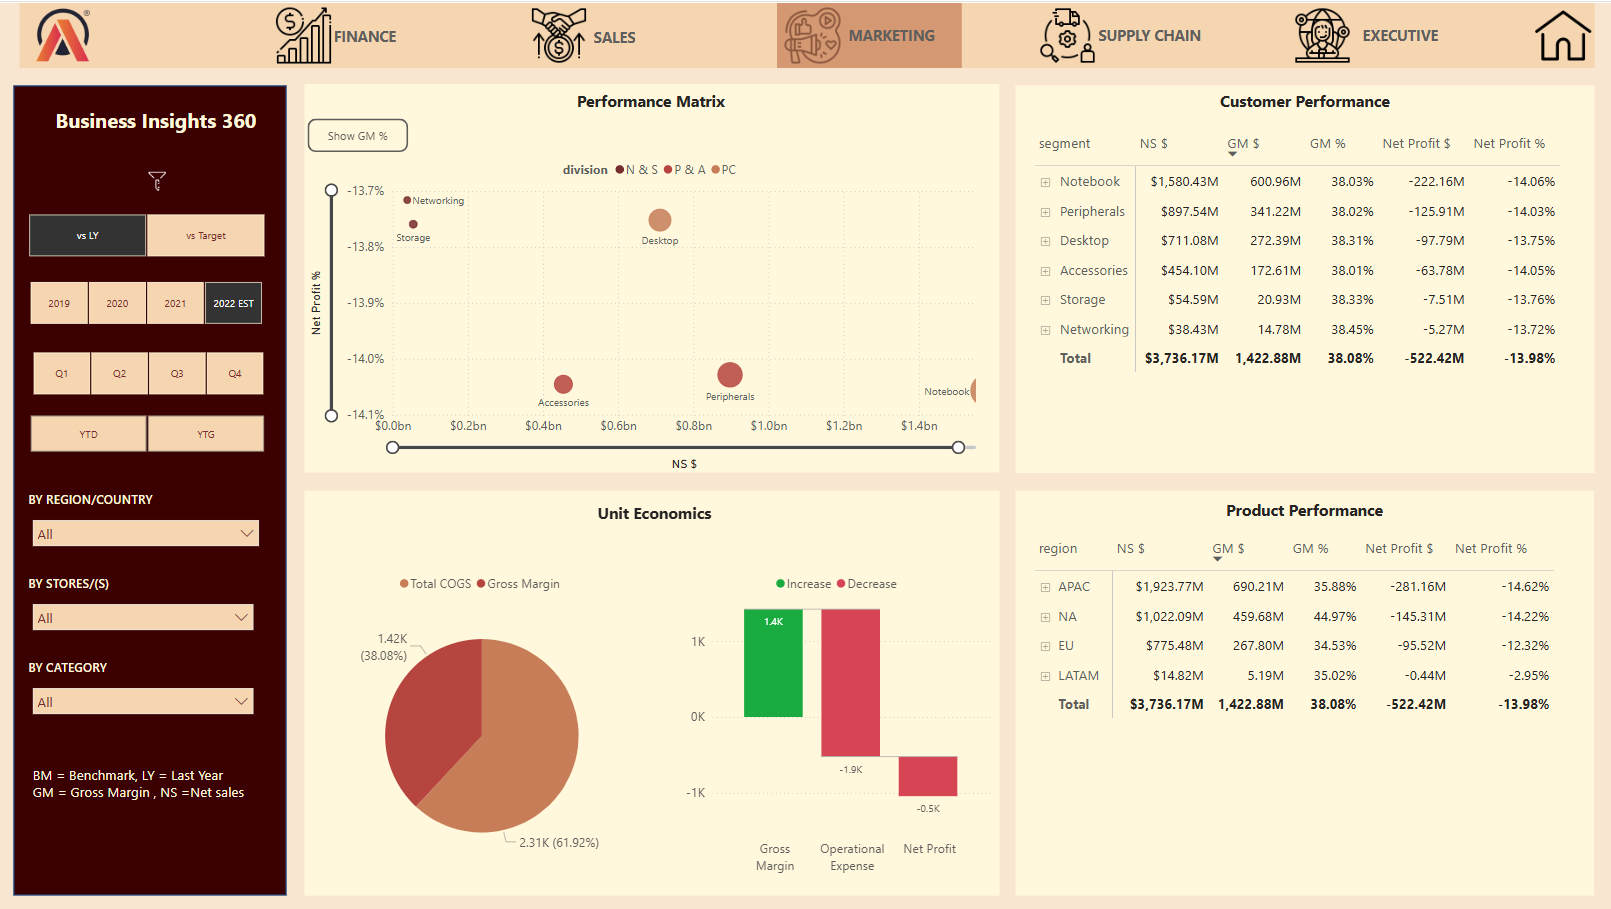 ®
FINANCE
SALES
MARKETING
SUPPLY CHAIN
EXECUTIVE
Business Insights 360
vs LY
vs Target
2019
2020
2021
2022 EST
Q1
Q2
Q3
Q4
YTD
YTG
BY REGION/COUNTRY
All
BY STORES/(S)
All
BY CATEGORY
All
BM = Benchmark, LY = Last Year
GM = Gross Margin , NS =Net sales
Performance Matrix
Show GM %
division N & S P & A PC
Net Profit %
-13.7%
-13.8%
-13.9%
-14.0%
-14.1%
Networking
Storage
Desktop
Accessories
Peripherals
Notebook
$0.0bn $0.2bn $0.4bn $0.6bn $0.8bn $1.0bn $1.2bn $1.4bn
NS $
Customer Performance
segment NS $ GM $ GM % Net Profit $ Net Profit %
Notebook $1,580.43M 600.96M 38.03% -222.16M -14.06%
Peripherals $897.54M 341.22M 38.02% -125.91M -14.03%
Desktop $711.08M 272.39M 38.31% -97.79M -13.75%
Accessories $454.10M 172.61M 38.01% -63.78M -14.05%
Storage $54.59M 20.93M 38.33% -7.51M -13.76%
Networking $38.43M 14.78M 38.45% -5.27M -13.72%
Total $3,736.17M 1,422.88M 38.08% -522.42M -13.98%
Unit Economics
Total COGS Gross Margin
1.42K
(38.08%)
2.31K (61.92%)
Increase Decrease
1K
0K
-1K
1.4K
-1.9K
-0.5K
Gross
Margin
Operational
Expense
Net Profit
Product Performance
region NS $ GM $ GM % Net Profit $ Net Profit %
APAC $1,923.77M 690.21M 35.88% -281.16M -14.62%
NA $1,022.09M 459.68M 44.97% -145.31M -14.22%
EU $775.48M 267.80M 34.53% -95.52M -12.32%
LATAM $14.82M 5.19M 35.02% -0.44M -2.95%
Total $3,736.17M 1,422.88M 38.08% -522.42M -13.98%